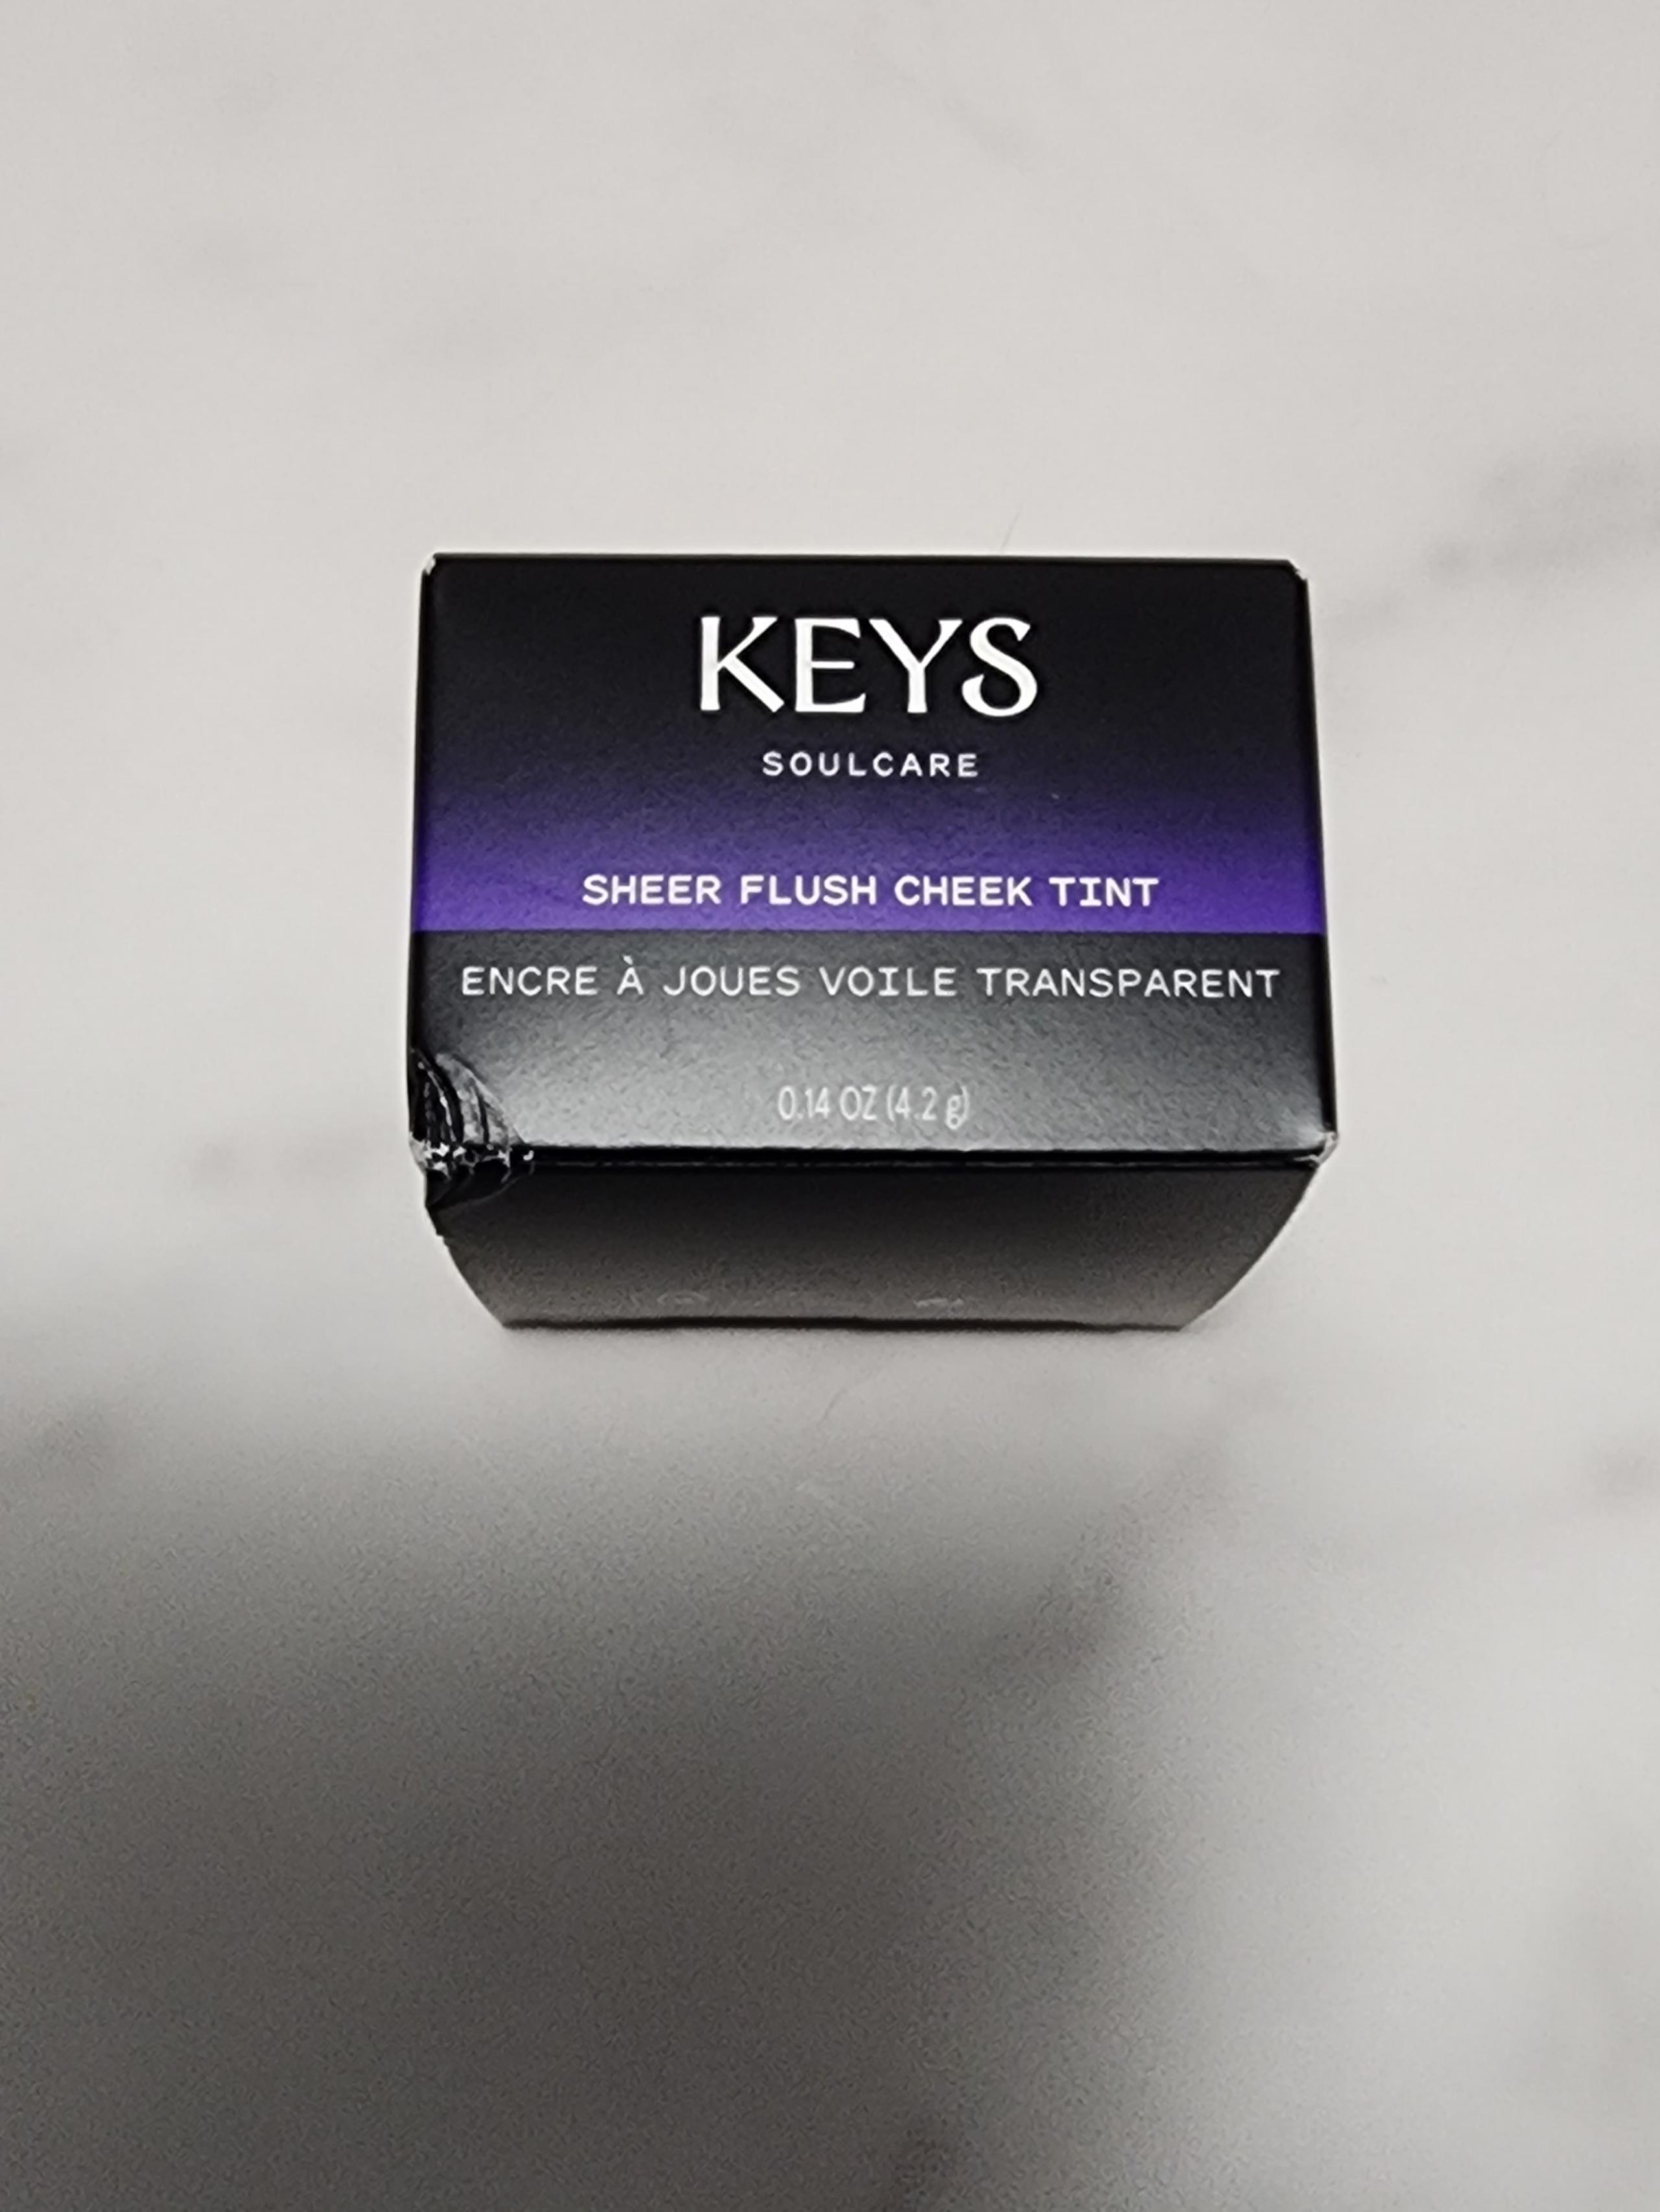 KEYS
SOULCARE
SHEER FLUSH CHEEK TINT
ENCRE À JOUES VOILE TRANSPARENT
0.14 OZ (4.2 g)